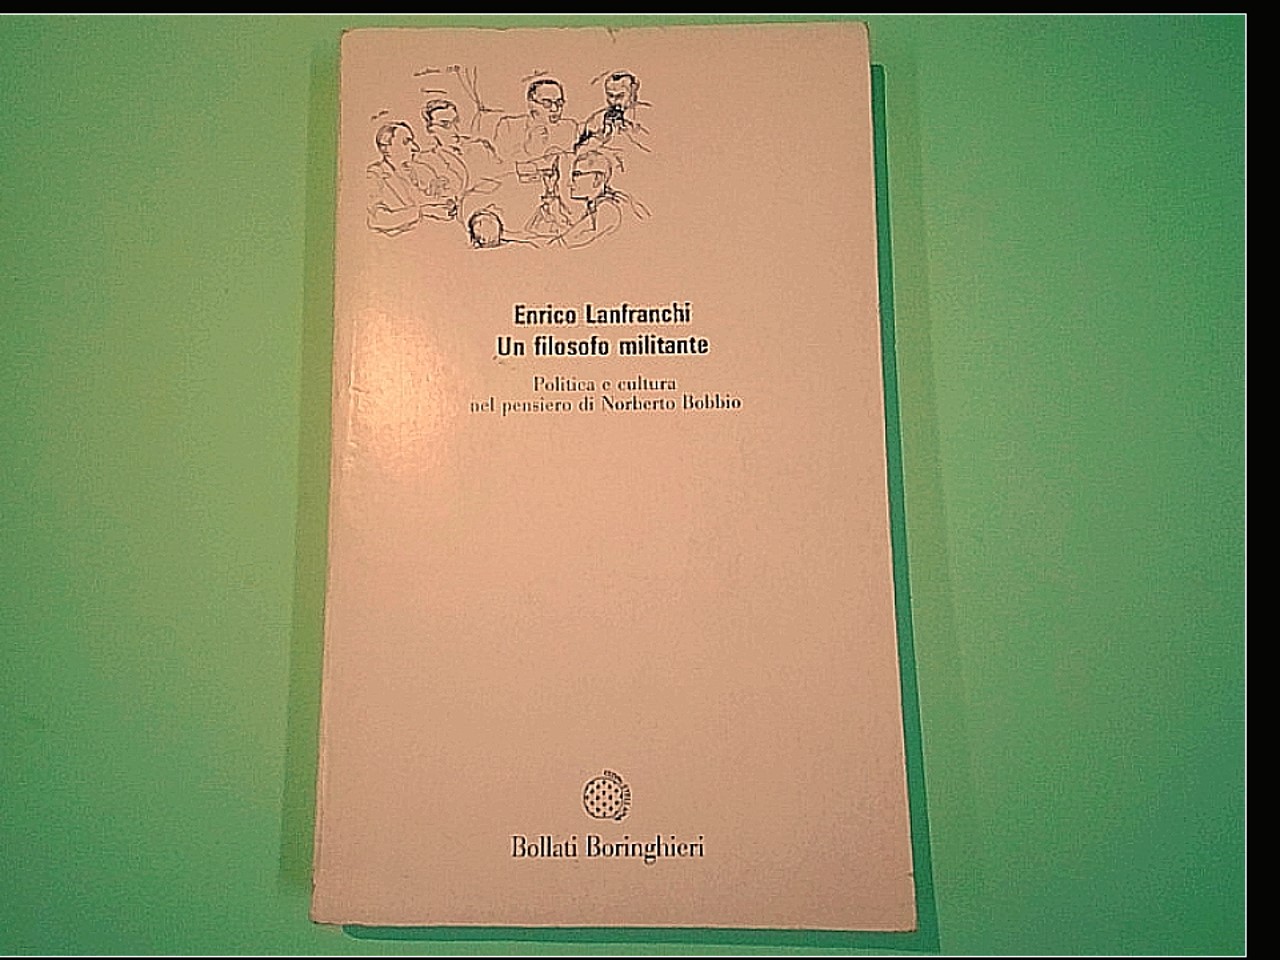 Enrico Lanfranchi
Un filosofo militante
Politica e cultura
nel pensiero di Norberto Bobbio
Bollati Boringhieri